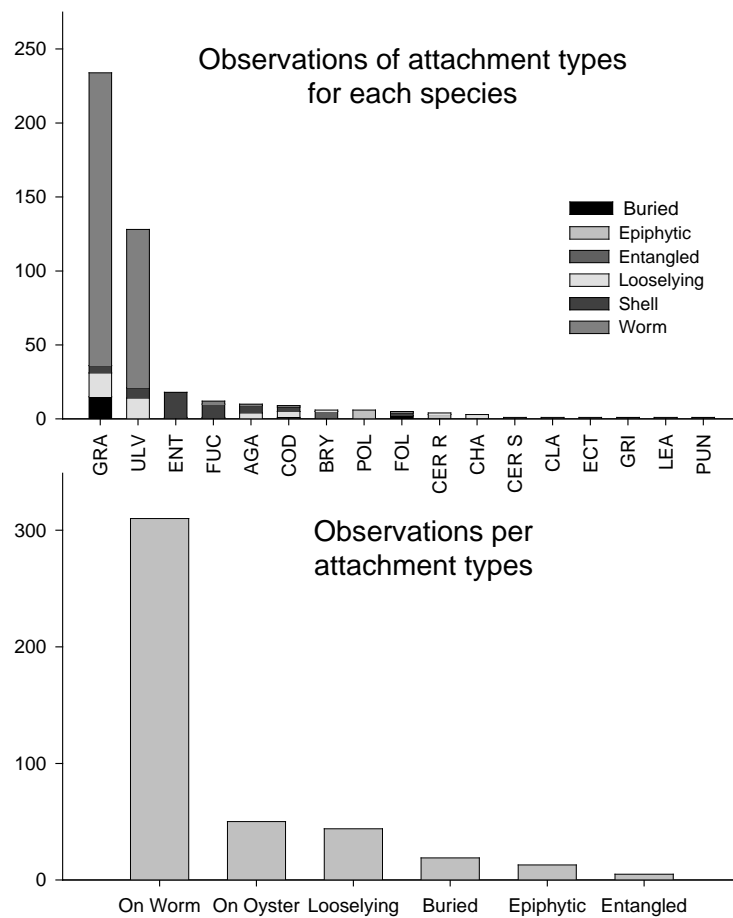 250
200
150
100
50
0
Observations of attachment types
for each species
Buried
Epiphytic
Entangled
Looselying
Shell
Worm
GRA
ULV
ENT
FUC
AGA
COD
BRY
POL
FOL
CER R
CHA
CER S
CLA
ECT
GRI
LEA
PUN
300
200
100
0
Observations per
attachment types
On Worm On Oyster Looselying Buried Epiphytic Entangled